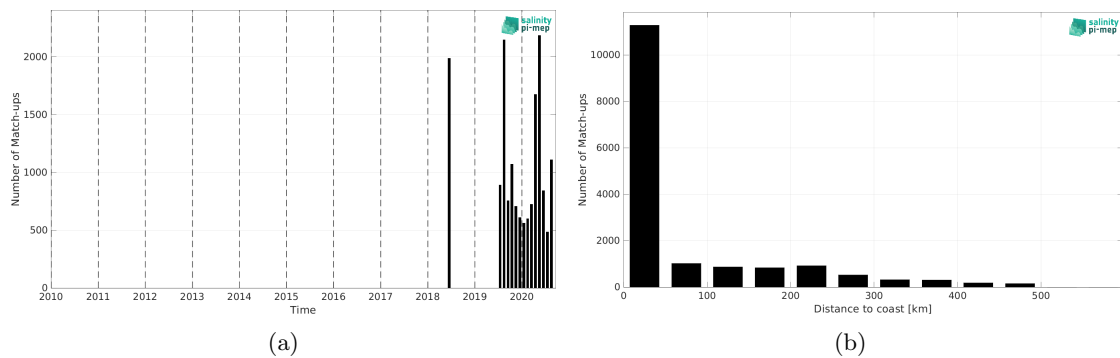 salinity
pi-mep
2000
1500
1000
500
0
Number of Match-ups
2010 2011 2012 2013 2014 2015 2016 2017 2018 2019 2020
Time
(a)
salinity
pi-mep
10000
8000
6000
4000
2000
0
Number of Match-ups
0 100 200 300 400 500
Distance to coast [km]
(b)